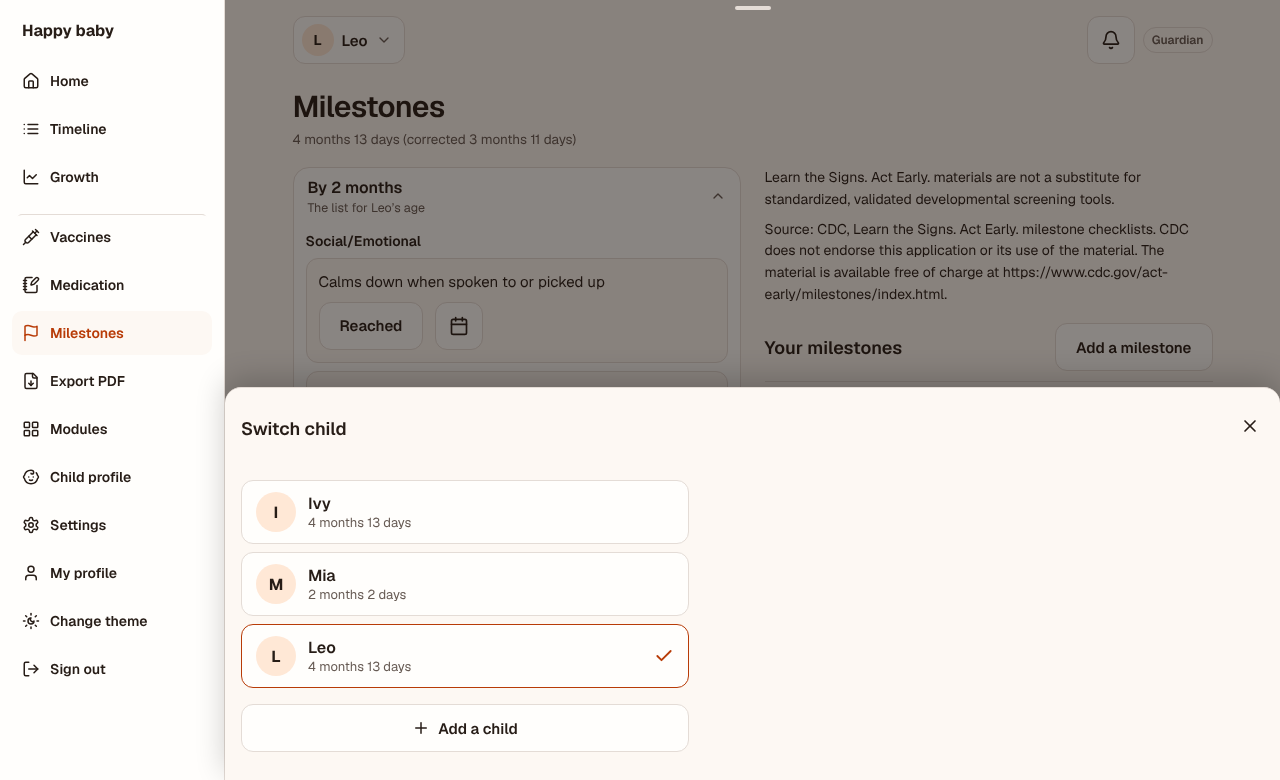 Happy baby
Home
Timeline
Growth
Vaccines
Medication
Milestones
Export PDF
Modules
Child profile
Settings
My profile
Change theme
Sign out
L Leo
Guardian
Milestones
4 months 13 days (corrected 3 months 11 days)
By 2 months
The list for Leo's age
Social/Emotional
Calms down when spoken to or picked up
Reached
Learn the Signs. Act Early. materials are not a substitute for
standardized, validated developmental screening tools.
Source: CDC, Learn the Signs. Act Early. milestone checklists. CDC
does not endorse this application or its use of the material. The
material is available free of charge at https://www.cdc.gov/act-
early/milestones/index.html.
Your milestones
Add a milestone
Switch child
I
Ivy
4 months 13 days
M
Mia
2 months 2 days
L
Leo
4 months 13 days
Add a child